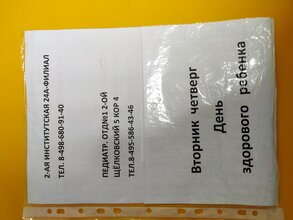 2-АЯ ИНСТИТУТСКАЯ 24А-ФИЛИАЛ
ТЕЛ. 8-498-680-91-40
ПЕДИАТР. ОТД№1 2-ОЙ
ЩЁЛКОВСКИЙ 5 КОР 4
ТЕЛ.8-495-586-43-46
Вторник четверг
День
здорового ребенка